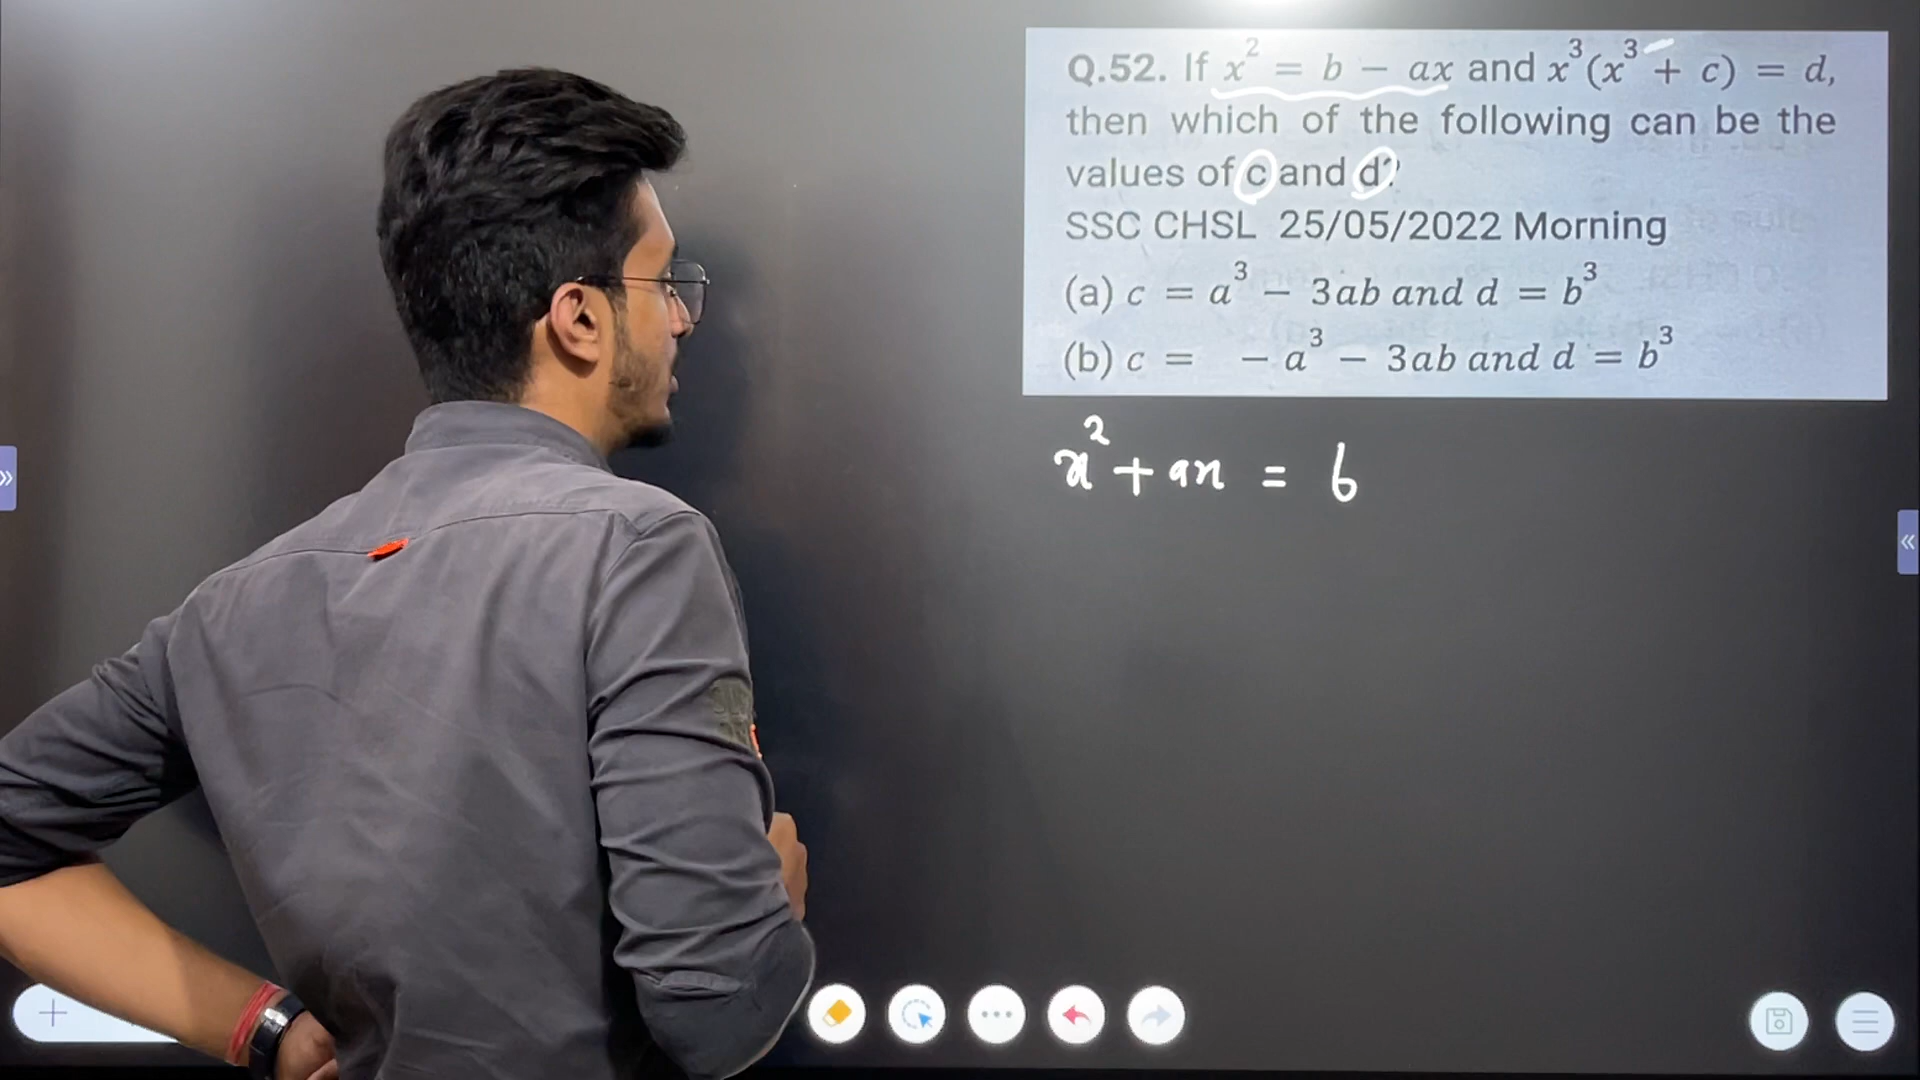 Q.52. If x² = b − ax and x³(x³ + c) = d,
then which of the following can be the
values of c and d?
SSC CHSL 25/05/2022 Morning
(a) c = a³ − 3ab and d = b³
(b) c = − a³ − 3ab and d = b³
x² + ax = b